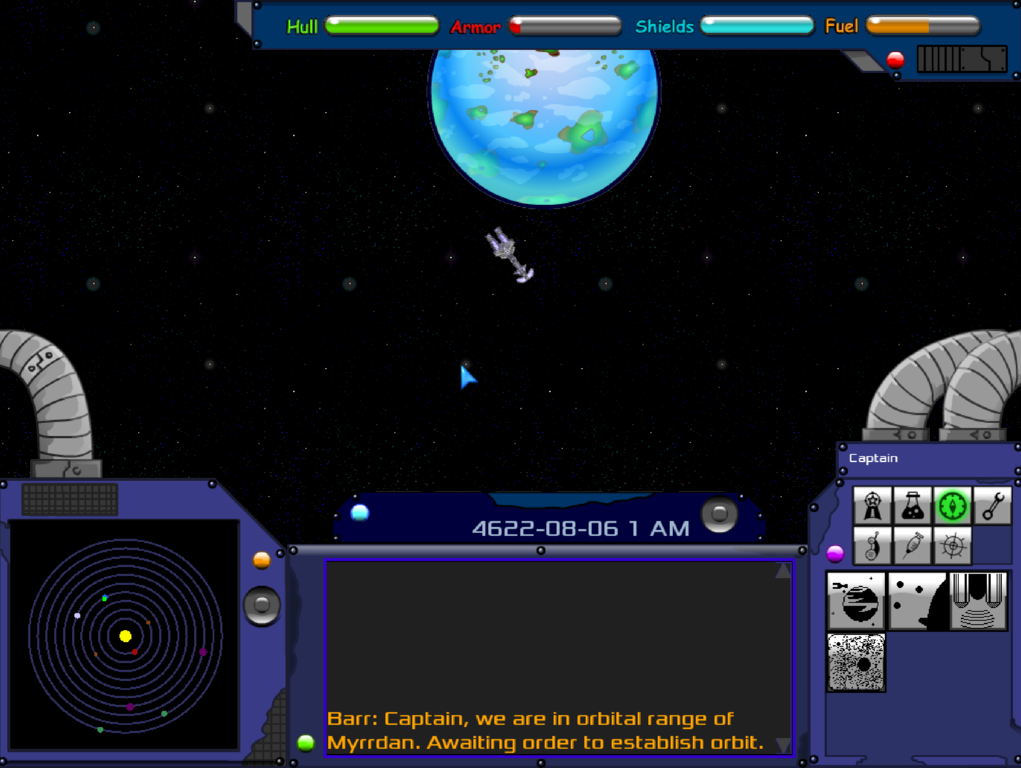 Hull Armor Shields Fuel
Captain
4622-08-06 1 AM
Barr: Captain, we are in orbital range of
Myrrdan. Awaiting order to establish orbit.